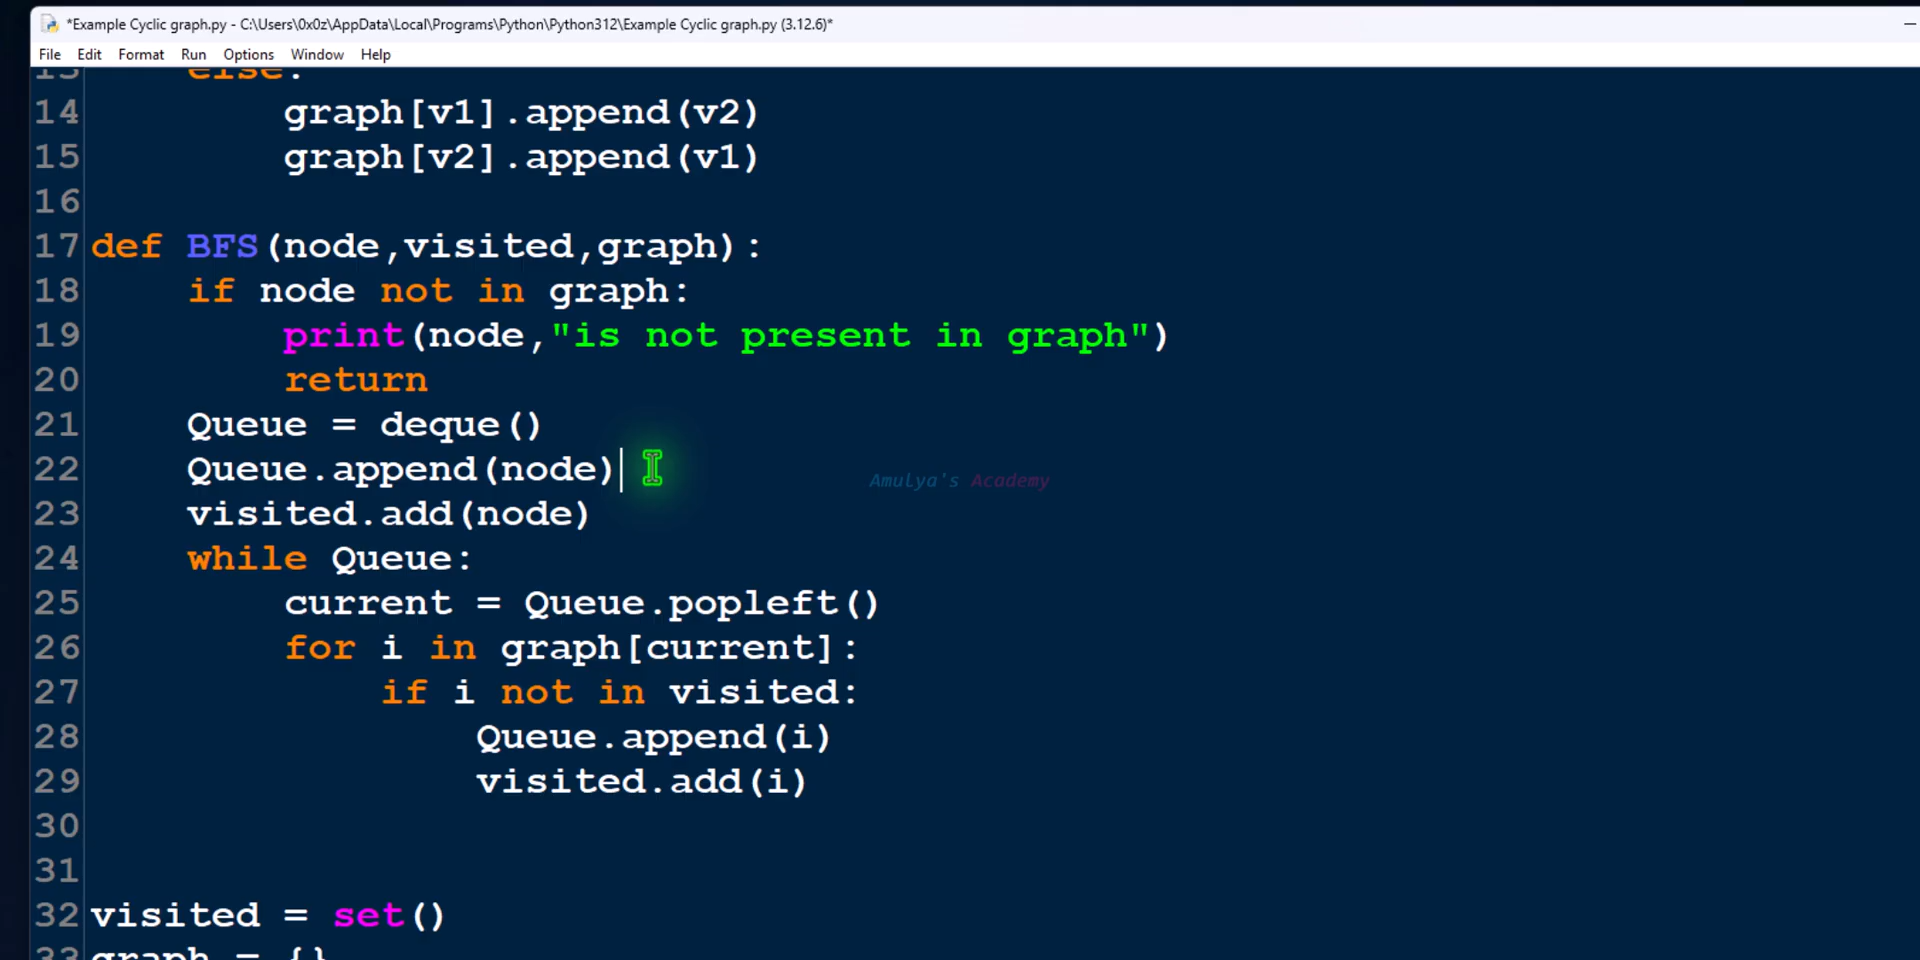 *Example Cyclic graph.py - C:\Users\0x0z\AppData\Local\Programs\Python\Python312\Example Cyclic graph.py (3.12.6)*
File Edit Format Run Options Window Help
13 else:
14 graph[v1].append(v2)
15 graph[v2].append(v1)
16
17 def BFS(node,visited,graph):
18 if node not in graph:
19 print(node,"is not present in graph")
20 return
21 Queue = deque()
22 Queue.append(node)
Amulya's Academy
23 visited.add(node)
24 while Queue:
25 current = Queue.popleft()
26 for i in graph[current]:
27 if i not in visited:
28 Queue.append(i)
29 visited.add(i)
30
31
32 visited = set()
33 graph = {}